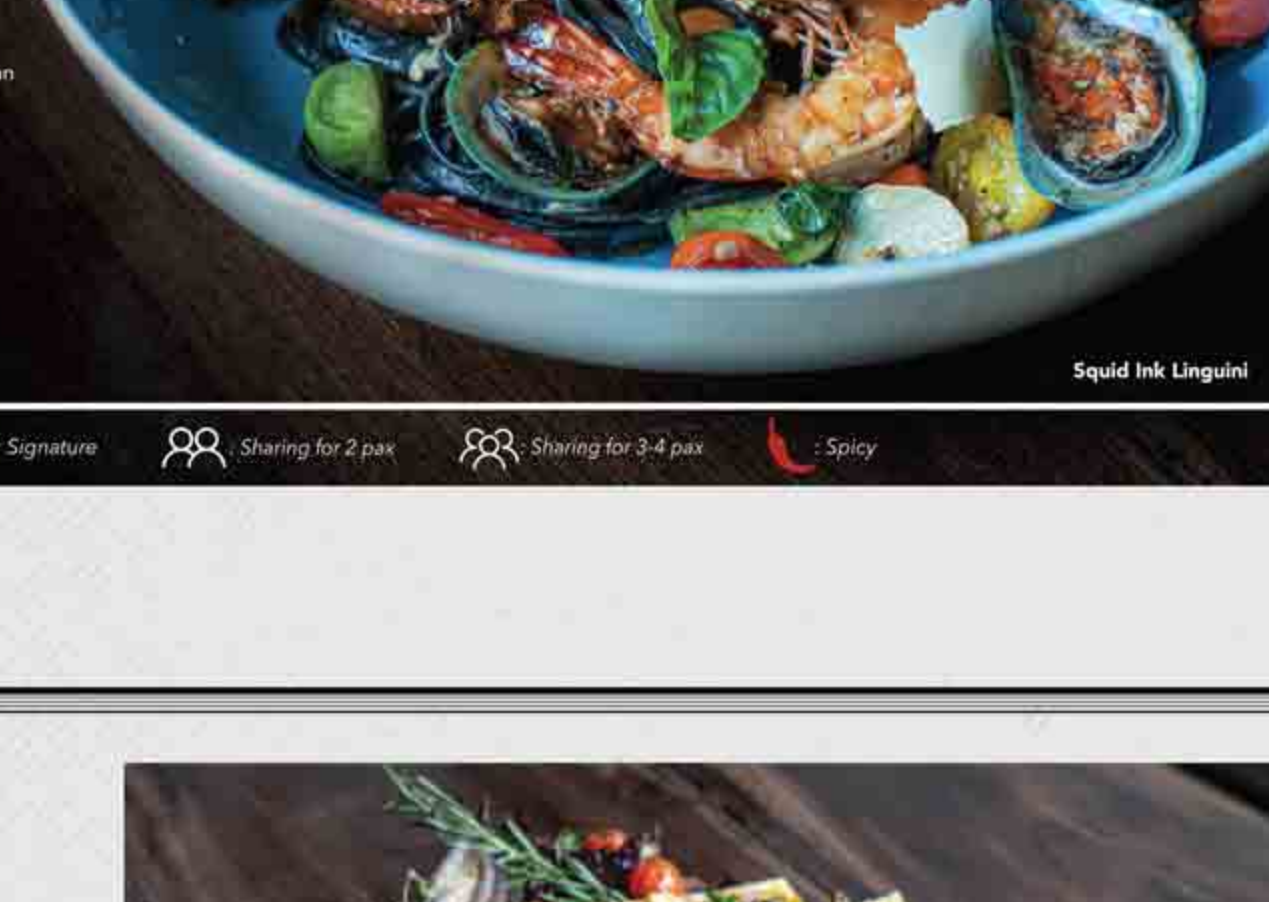 Squid Ink Linguini
Signature : Sharing for 2 pax : Sharing for 3-4 pax : Spicy